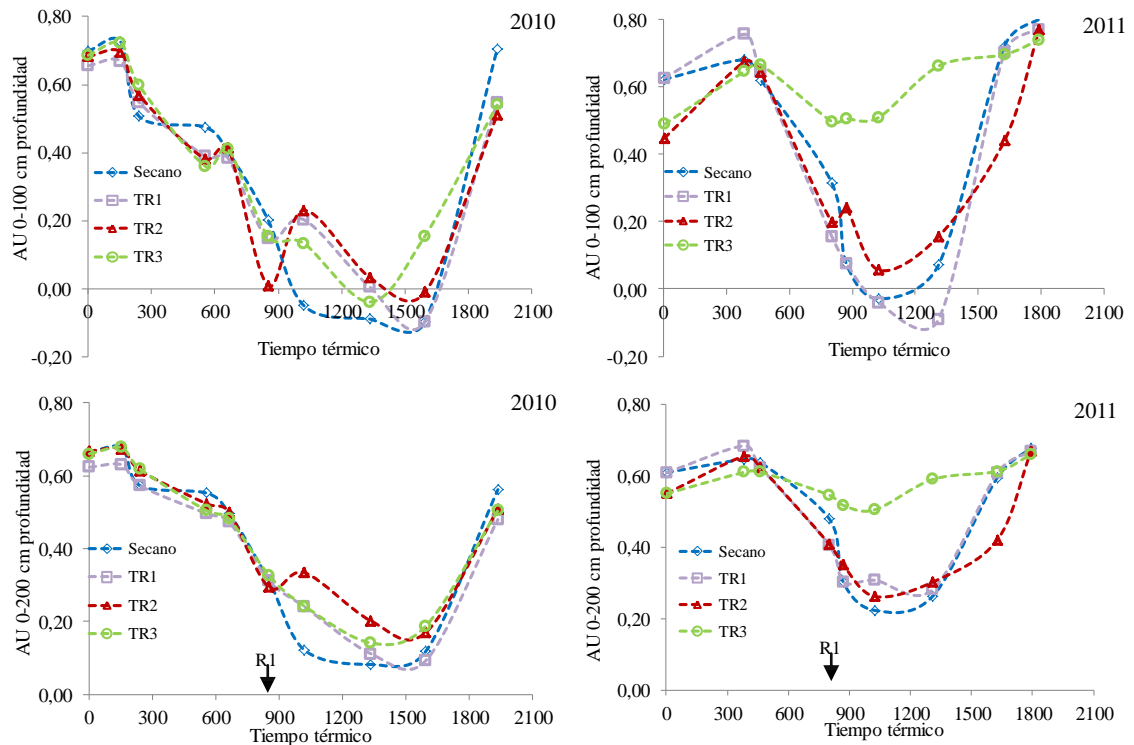 2010
AU 0-100 cm profundidad
0,80
0,60
0,40
0,20
0,00
-0,20
0 300 600 900 1200 1500 1800 2100
Secano
TR1
TR2
TR3
Tiempo térmico
2011
AU 0-100 cm profundidad
0,80
0,60
0,40
0,20
0,00
-0,20
0 300 600 900 1200 1500 1800 2100
Secano
TR1
TR2
TR3
Tiempo térmico
2010
AU 0-200 cm profundidad
0,80
0,60
0,40
0,20
0,00
Secano
TR1
TR2
TR3
R1
0 300 600 900 1200 1500 1800 2100
Tiempo térmico
2011
AU 0-200 cm profundidad
0,80
0,60
0,40
0,20
0,00
Secano
TR1
TR2
TR3
R1
0 300 600 900 1200 1500 1800 2100
Tiempo térmico